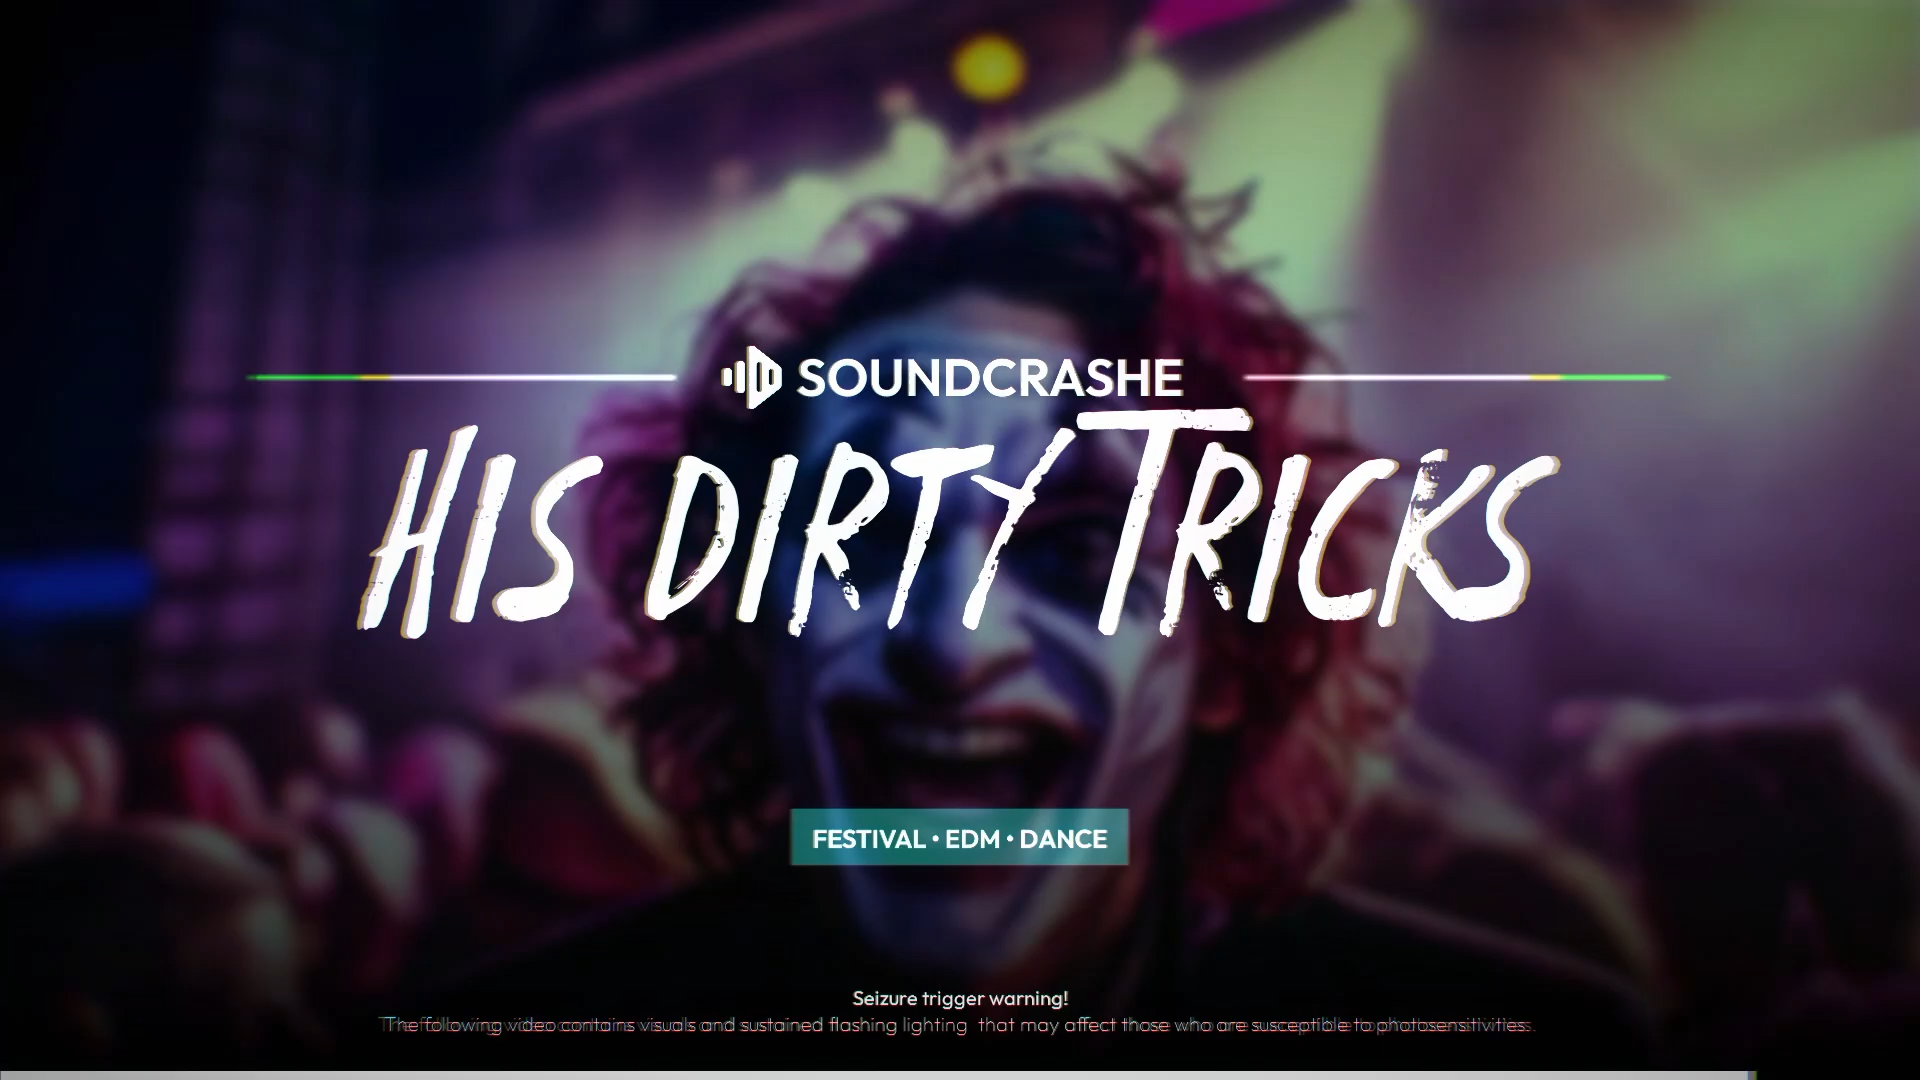 SOUNDCRASHE
HIS DIRTY TRICKS
FESTIVAL • EDM • DANCE
Seizure trigger warning!
The following video contains visuals and sustained flashing lighting that may affect those who are susceptible to photosensitivities.